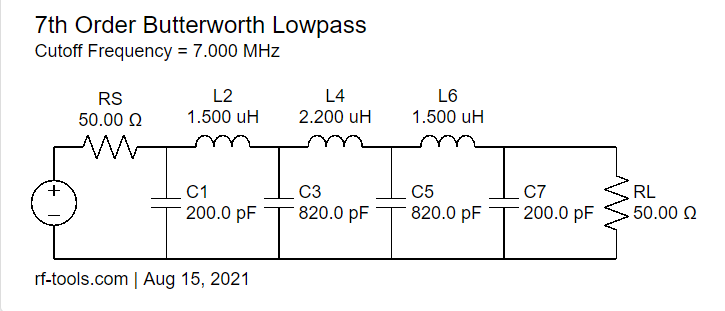 7th Order Butterworth Lowpass
Cutoff Frequency = 7.000 MHz
RS
50.00 Ω
L2
1.500 uH
L4
2.200 uH
L6
1.500 uH
+
C1
200.0 pF
C3
820.0 pF
C5
820.0 pF
C7
200.0 pF
RL
50.00 Ω
rf-tools.com | Aug 15, 2021